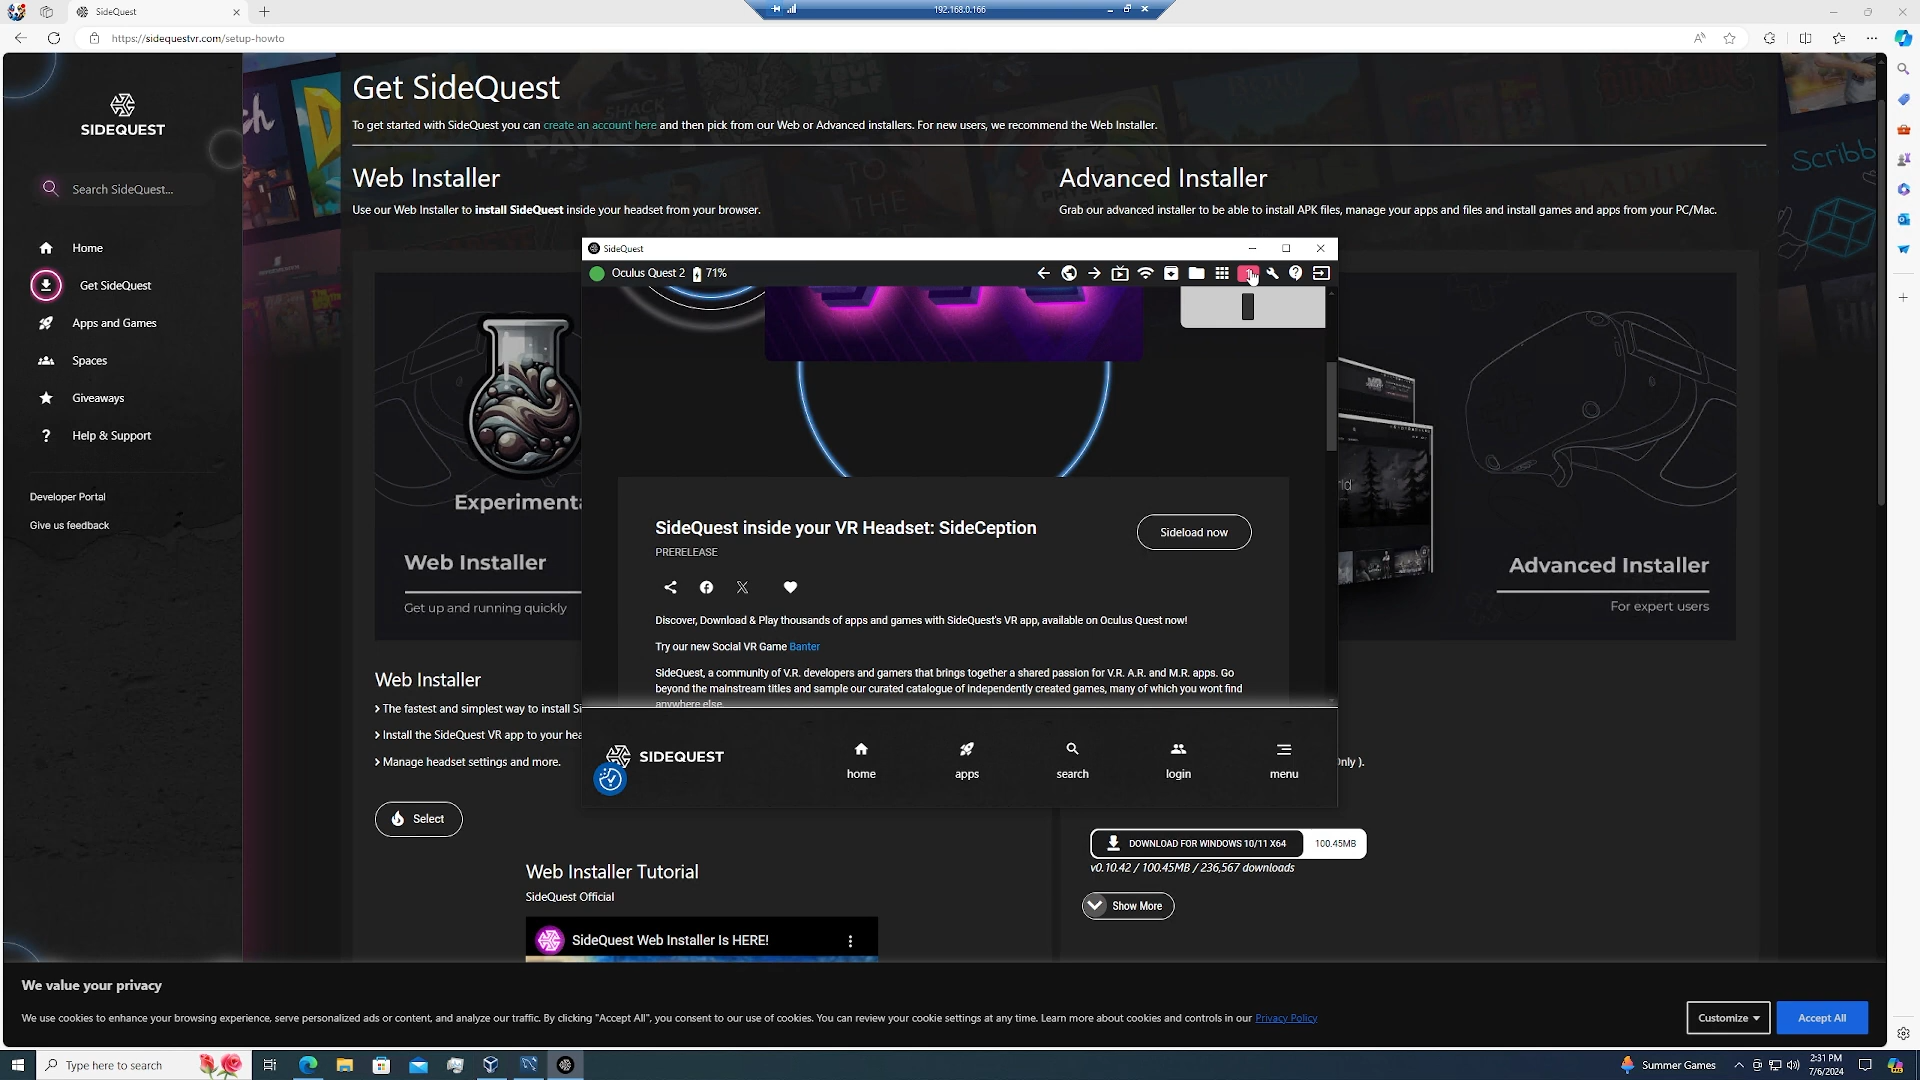 SideQuest
192.168.0.166
https://sidequestvr.com/setup-howto
SIDEQUEST
Search SideQuest...
Home
Get SideQuest
Apps and Games
Spaces
Giveaways
Help & Support
Developer Portal
Give us feedback
Get SideQuest
To get started with SideQuest you can create an account here and then pick from our Web or Advanced installers. For new users, we recommend the Web Installer.
Web Installer
Use our Web Installer to install SideQuest inside your headset from your browser.
Advanced Installer
Grab our advanced installer to be able to install APK files, manage your apps and files and install games and apps from your PC/Mac.
Scribb
Experimenta
Web Installer
Get up and running quickly
Advanced Installer
For expert users
SideQuest
Oculus Quest 2 71%
SideQuest inside your VR Headset: SideCeption
PRERELEASE
Sideload now
Discover, Download & Play thousands of apps and games with SideQuest's VR app, available on Oculus Quest now!
Try our new Social VR Game Banter
SideQuest, a community of V.R. developers and gamers that brings together a shared passion for V.R. A.R. and M.R. apps. Go
beyond the mainstream titles and sample our curated catalogue of independently created games, many of which you wont find
anywhere else
SIDEQUEST
home
apps
search
login
menu
Web Installer
> The fastest and simplest way to install Si
> Install the SideQuest VR app to your hea
> Manage headset settings and more.
Select
Web Installer Tutorial
SideQuest Official
SideQuest Web Installer Is HERE!
Only ).
DOWNLOAD FOR WINDOWS 10/11 X64 100.45MB
v0.10.42 / 100.45MB / 236,567 downloads
Show More
We value your privacy
We use cookies to enhance your browsing experience, serve personalized ads or content, and analyze our traffic. By clicking "Accept All", you consent to our use of cookies. You can review your cookie settings at any time. Learn more about cookies and controls in our Privacy Policy
Customize
Accept All
Type here to search
Summer Games
2:31 PM
7/6/2024